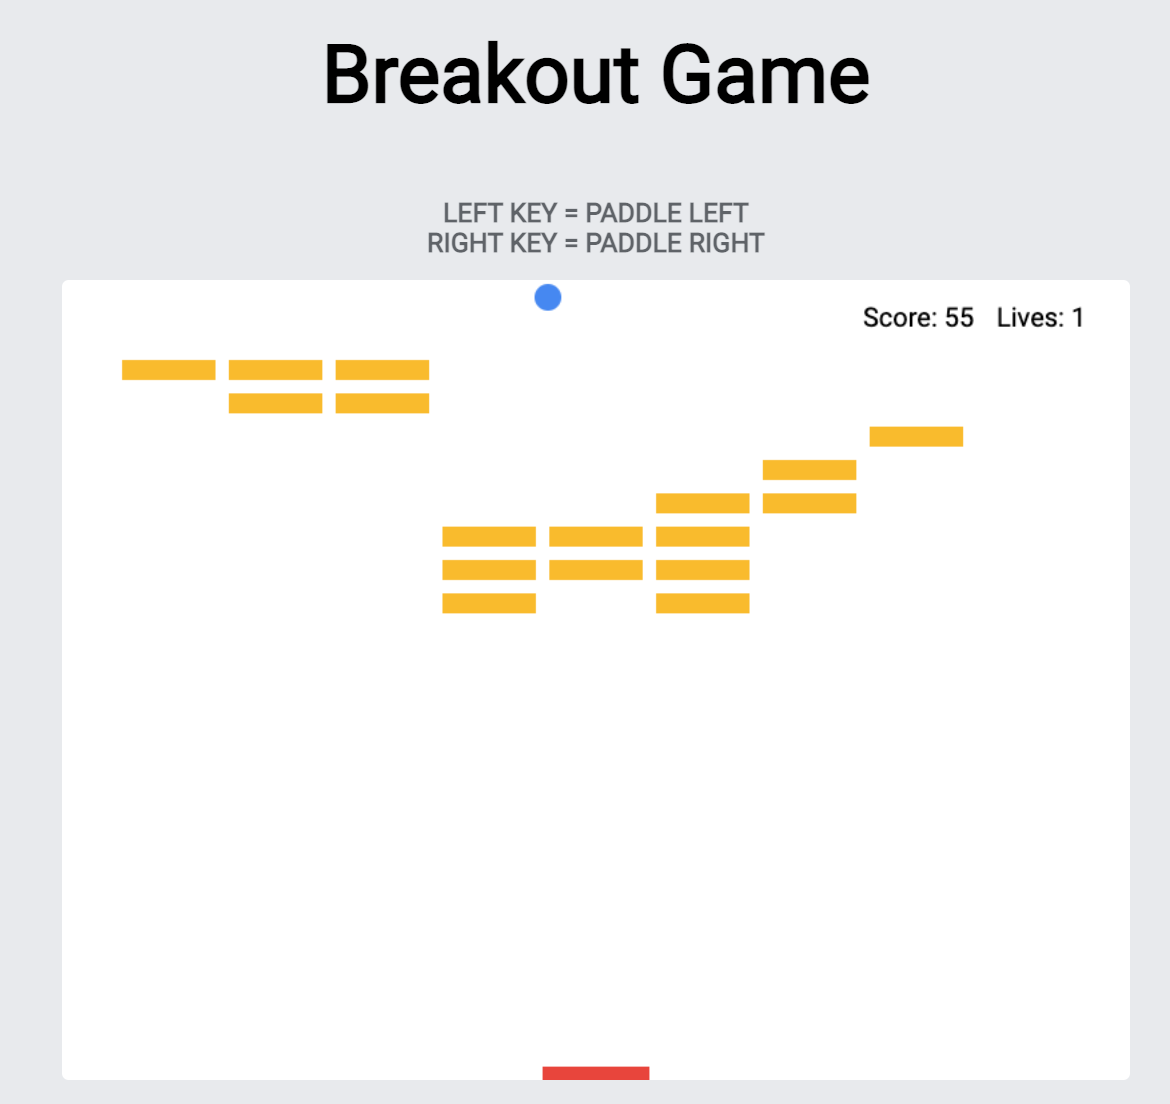 Breakout Game
LEFT KEY = PADDLE LEFT
RIGHT KEY = PADDLE RIGHT
Score: 55 Lives: 1